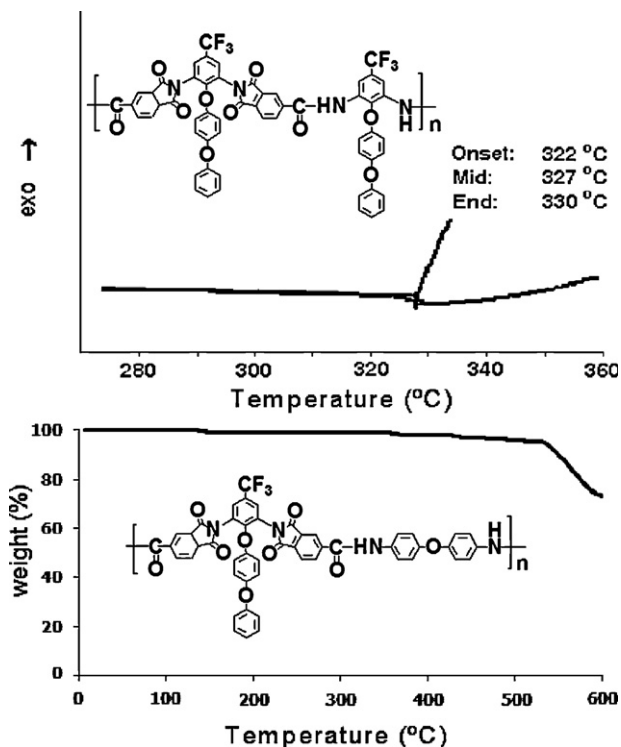 CF₃
O O O O
N N
O O O O O
C C-HN HN N
O O O H n
O O
Onset: 322 °C
Mid: 327 °C
End: 330 °C
exo →
280 300 320 340 360
Temperature (°C)
100
80
60
40
20
0
weight (%)
CF₃
O O H
N N
C C-HN O N
O O O O O O n
O
0 100 200 300 400 500 600
Temperature (°C)